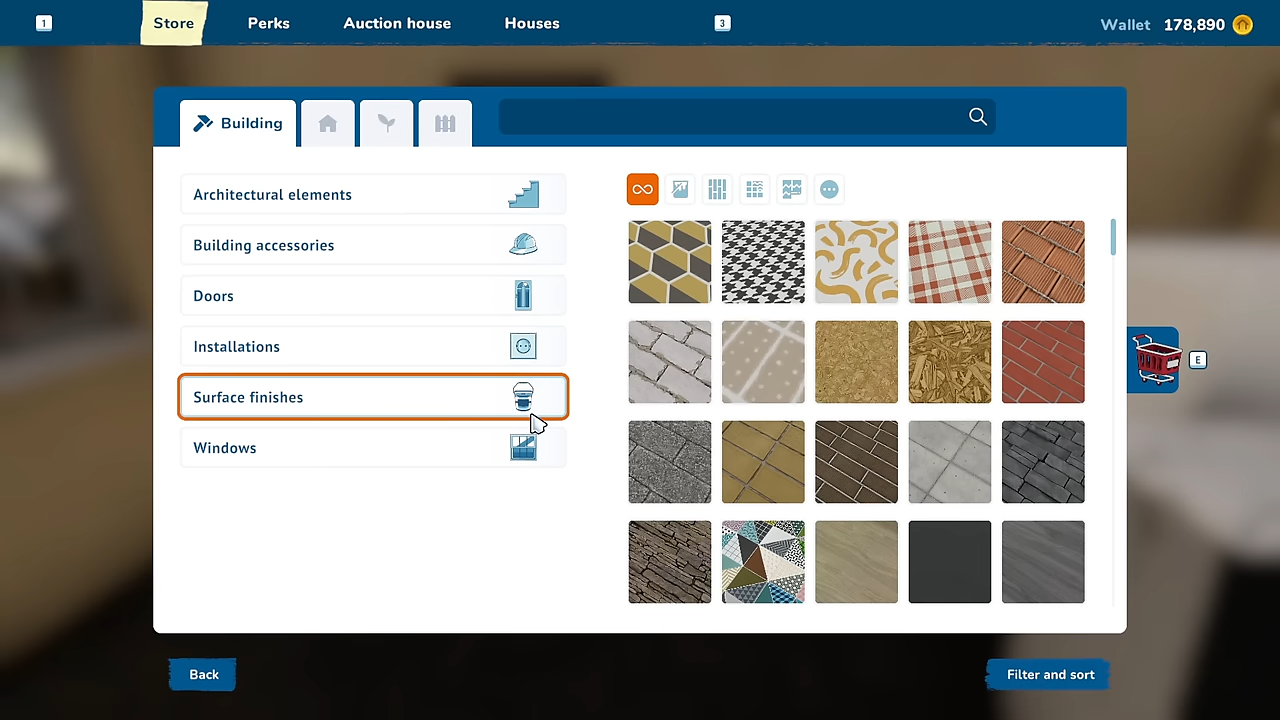 1
Store
Perks
Auction house
Houses
3
Wallet 178,890
Building
Architectural elements
Building accessories
Doors
Installations
Surface finishes
Windows
E
Back
Filter and sort